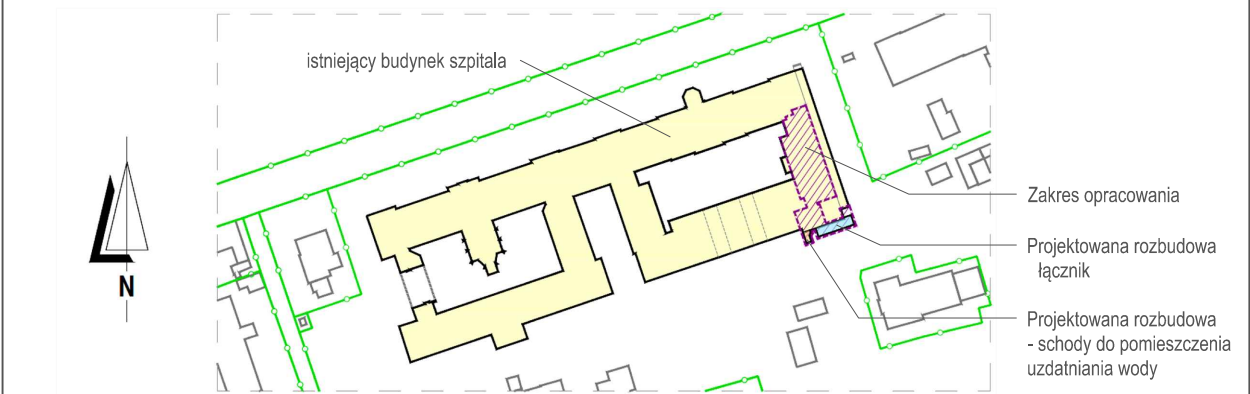 istniejący budynek szpitala
Zakres opracowania
Projektowana rozbudowa
łącznik
Projektowana rozbudowa
- schody do pomieszczenia
uzdatniania wody
N